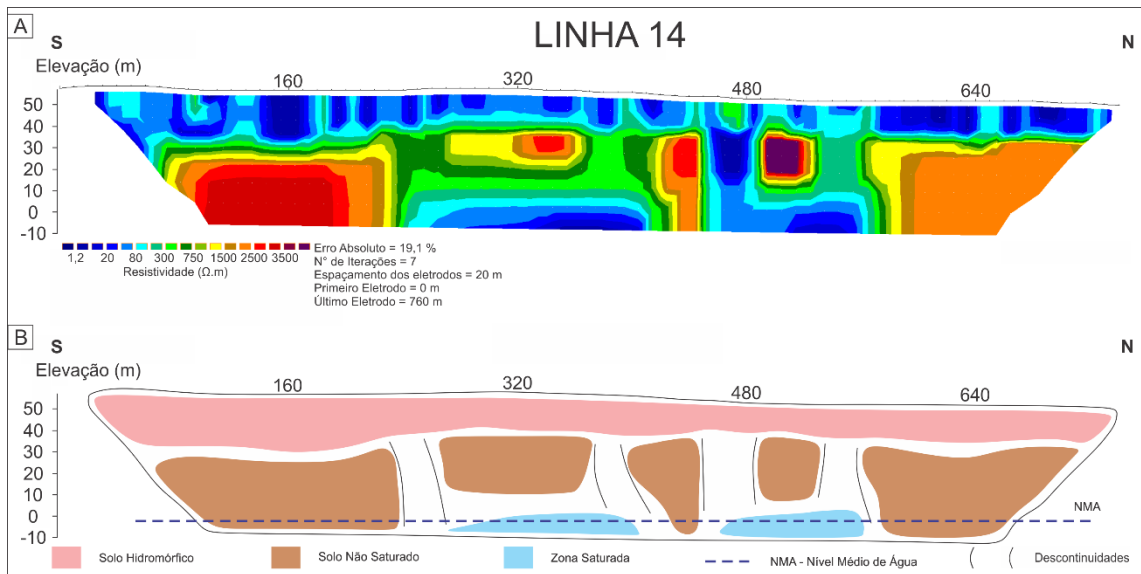 A
S
LINHA 14
N
Elevação (m)
160
320
480
640
50
40
30
20
10
0
-10
1,2 20 80 300 750 1500 2500 3500
Resistividade (Ω.m)
Erro Absoluto = 19,1 %
N° de Iterações = 7
Espaçamento dos eletrodos = 20 m
Primeiro Eletrodo = 0 m
Último Eletrodo = 760 m
B
S
N
Elevação (m)
160
320
480
640
50
40
30
20
10
0
-10
NMA
Solo Hidromórfico
Solo Não Saturado
Zona Saturada
NMA - Nível Médio de Água
Descontinuidades